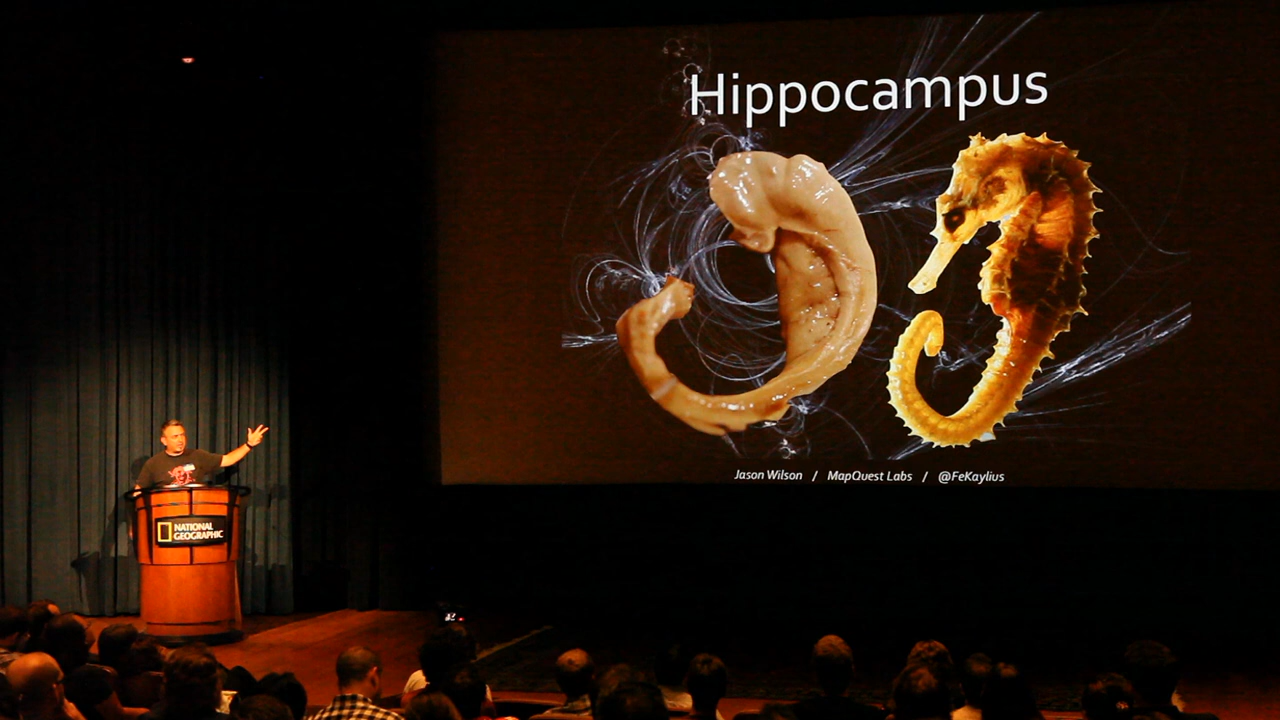 Hippocampus
Jason Wilson / MapQuest Labs / @FeKaylius
NATIONAL
GEOGRAPHIC